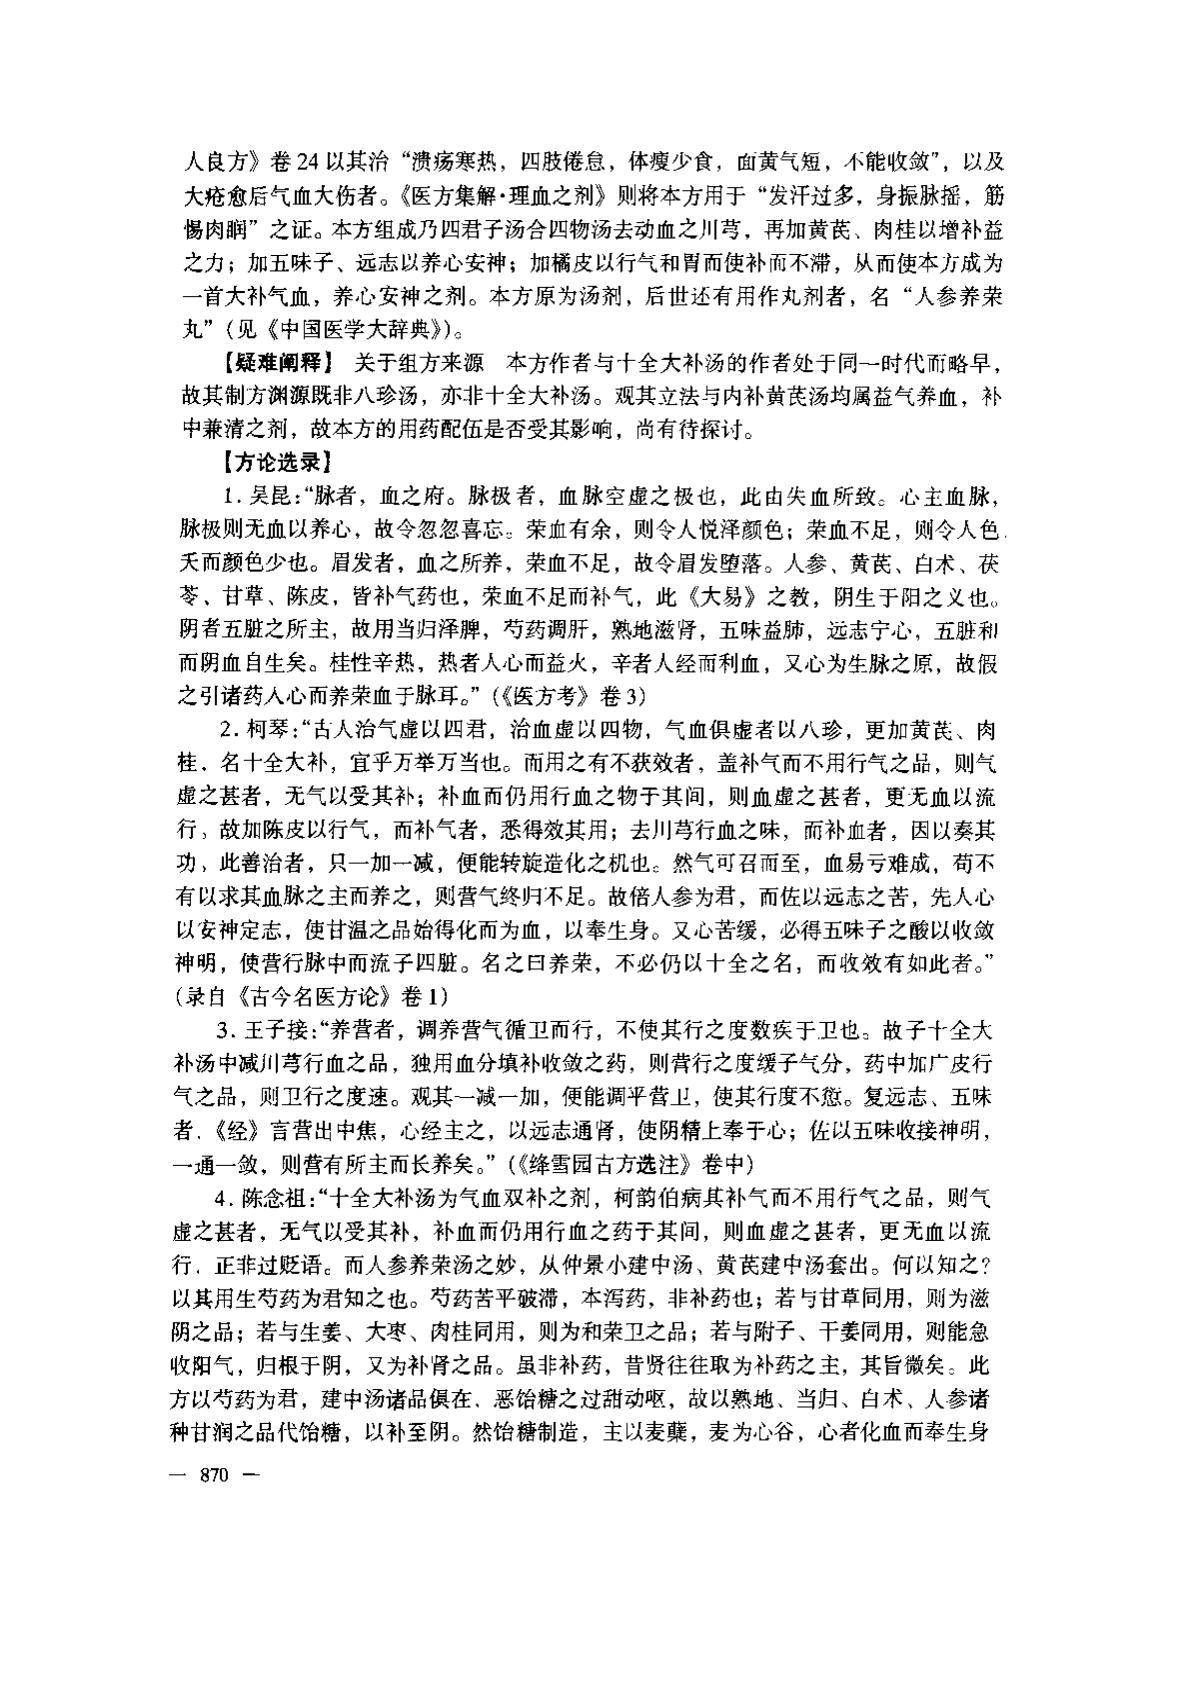 人良方》卷 24 以其治“溃疡寒热，四肢倦怠，体瘦少食，面黄气短，不能收敛”，以及
大疮愈后气血大伤者。《医方集解·理血之剂》则将本方用于“发汗过多，身振脉摇，筋
惕肉瞤”之证。本方组成乃四君子汤合四物汤去动血之川芎，再加黄芪、肉桂以增补益
之力；加五味子、远志以养心安神；加橘皮以行气和胃而使补而不滞，从而使本方成为
一首大补气血，养心安神之剂。本方原为汤剂，后世还有用作丸剂者，名“人参养荣
丸”（见《中国医学大辞典》）。
【疑难阐释】 关于组方来源 本方作者与十全大补汤的作者处于同一时代而略早，
故其制方渊源既非八珍汤，亦非十全大补汤。观其立法与内补黄芪汤均属益气养血，补
中兼清之剂，故本方的用药配伍是否受其影响，尚有待探讨。
【方论选录】
1. 吴昆：“脉者，血之府。脉极者，血脉空虚之极也，此由失血所致。心主血脉，
脉极则无血以养心，故令忽忽喜忘。荣血有余，则令人悦泽颜色；荣血不足，则令人色
夭而颜色少也。眉发者，血之所养，荣血不足，故令眉发堕落。人参、黄芪、白术、茯
苓、甘草、陈皮，皆补气药也，荣血不足而补气，此《大易》之教，阴生于阳之义也。
阴者五脏之所主，故用当归泽脾，芍药调肝，熟地滋肾，五味益肺，远志宁心，五脏和
而阴血自生矣。桂性辛热，热者人心而益火，辛者人经而利血，又心为生脉之原，故假
之引诸药人心而养荣血于脉耳。”（《医方考》卷 3）
2. 柯琴：“古人治气虚以四君，治血虚以四物，气血俱虚者以八珍，更加黄芪、肉
桂，名十全大补，宜乎万举万当也。而用之有不获效者，盖补气而不用行气之品，则气
虚之甚者，无气以受其补；补血而仍用行血之物于其间，则血虚之甚者，更无血以流
行。故加陈皮以行气，而补气者，悉得效其用；去川芎行血之味，而补血者，因以奏其
功。此善治者，只一加一减，便能转旋造化之机也。然气可召而至，血易亏难成，苟不
有以求其血脉之主而养之，则营气终归不足。故倍人参为君，而佐以远志之苦，先人心
以安神定志，使甘温之品始得化而为血，以奉生身。又心苦缓，必得五味子之酸以收敛
神明，使营行脉中而流于四脏。名之曰养荣，不必仍以十全之名，而收效有如此者。”
（录自《古今名医方论》卷 1）
3. 王子接：“养营者，调养营气循卫而行，不使其行之度数疾于卫也。故于十全大
补汤中减川芎行血之品，独用血分填补收敛之药，则营行之度缓于气分，药中加广皮行
气之品，则卫行之度速。观其一减一加，便能调平营卫，使其行度不愆。复远志、五味
者，《经》言营出中焦，心经主之，以远志通肾，使阴精上奉于心；佐以五味收接神明，
一通一敛，则营有所主而长养矣。”（《绛雪园古方选注》卷中）
4. 陈念祖：“十全大补汤为气血双补之剂，柯韵伯病其补气而不用行气之品，则气
虚之甚者，无气以受其补，补血而仍用行血之药于其间，则血虚之甚者，更无血以流
行，正非过贬语。而人参养荣汤之妙，从仲景小建中汤、黄芪建中汤套出。何以知之？
以其用生芍药为君知之也。芍药苦平破滞，本泻药，非补药也；若与甘草同用，则为滋
阴之品；若与生姜、大枣、肉桂同用，则为和荣卫之品；若与附子、干姜同用，则能急
收阳气，归根于阴，又为补肾之品。虽非补药，昔贤往往取为补药之主，其旨微矣。此
方以芍药为君，建中汤诸品俱在，恶饴糖之过甜动呕，故以熟地、当归、白术、人参诸
种甘润之品代饴糖，以补至阴。然饴糖制造，主以麦蘖，麦为心谷，心者化血而奉生身
— 870 —